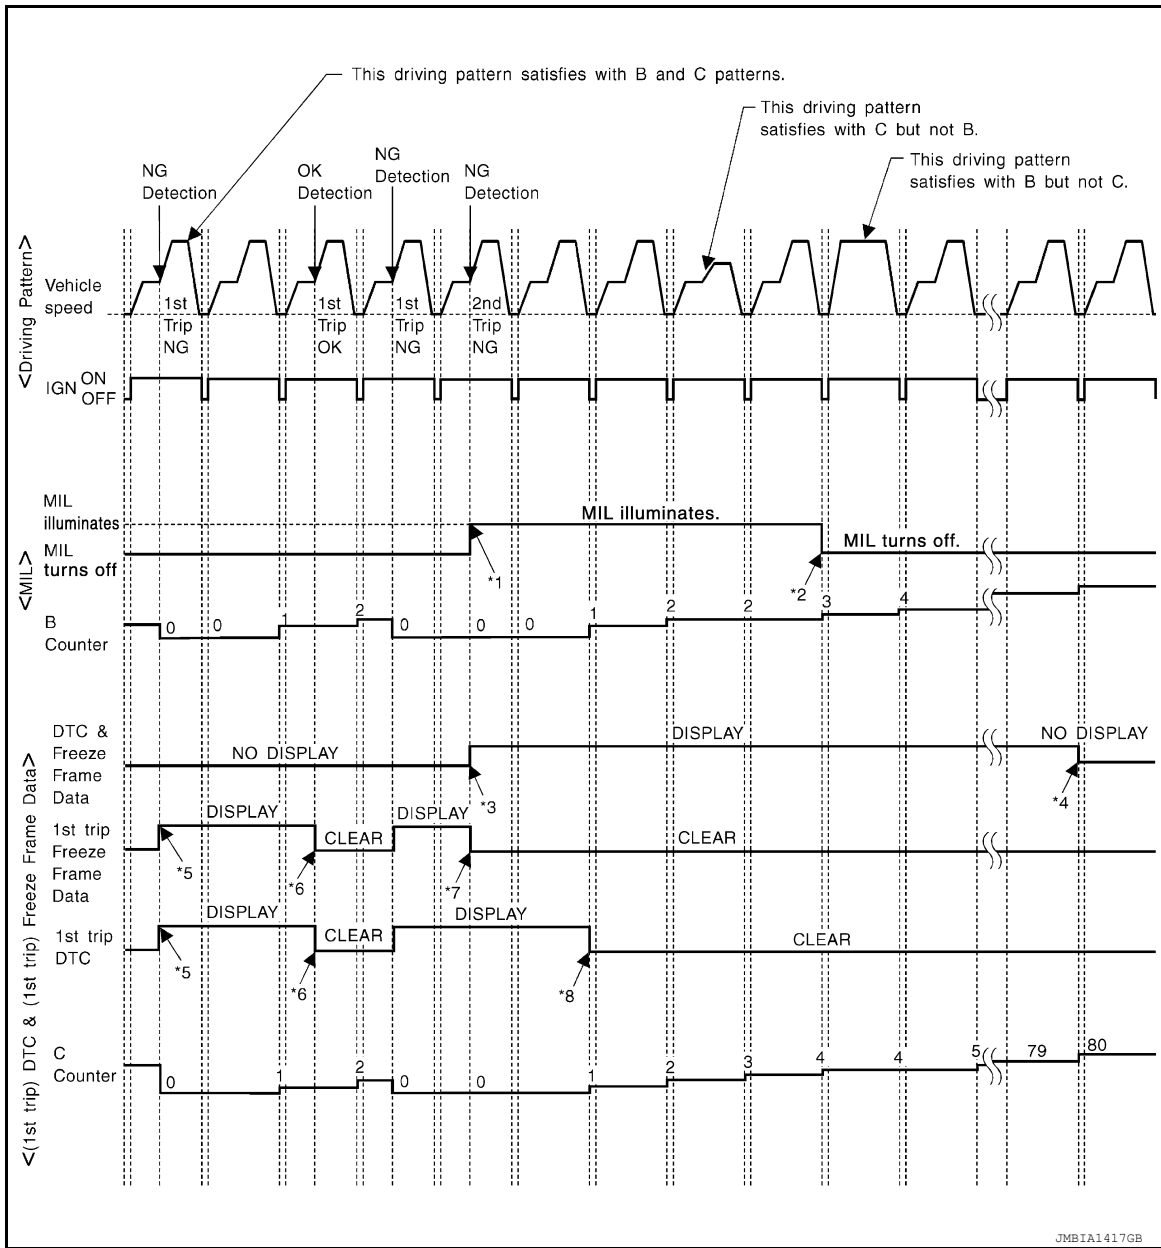 This driving pattern satisfies with B and C patterns.
This driving pattern
satisfies with C but not B.
This driving pattern
satisfies with B but not C.
NG
Detection
OK
Detection
NG
Detection
NG
Detection
<Driving Pattern>
Vehicle
speed
1st
Trip
NG
1st
Trip
OK
1st
Trip
NG
2nd
Trip
NG
IGN ON
OFF
<MIL>
MIL
illuminates
MIL illuminates.
MIL
turns off
MIL turns off.
*1
*2
B
Counter
0 0 1 2 0 0 0 1 2 2 3 4
<(1st trip) DTC & (1st trip) Freeze Frame Data>
DTC &
Freeze
Frame
Data
NO DISPLAY
DISPLAY
NO DISPLAY
*3
*4
1st trip
Freeze
Frame
Data
DISPLAY
CLEAR
DISPLAY
CLEAR
*5
*6
*7
1st trip
DTC
DISPLAY
CLEAR
DISPLAY
CLEAR
*5
*6
*8
C
Counter
0 1 2 0 0 1 2 3 4 4 5 79 80
JMBIA1417GB